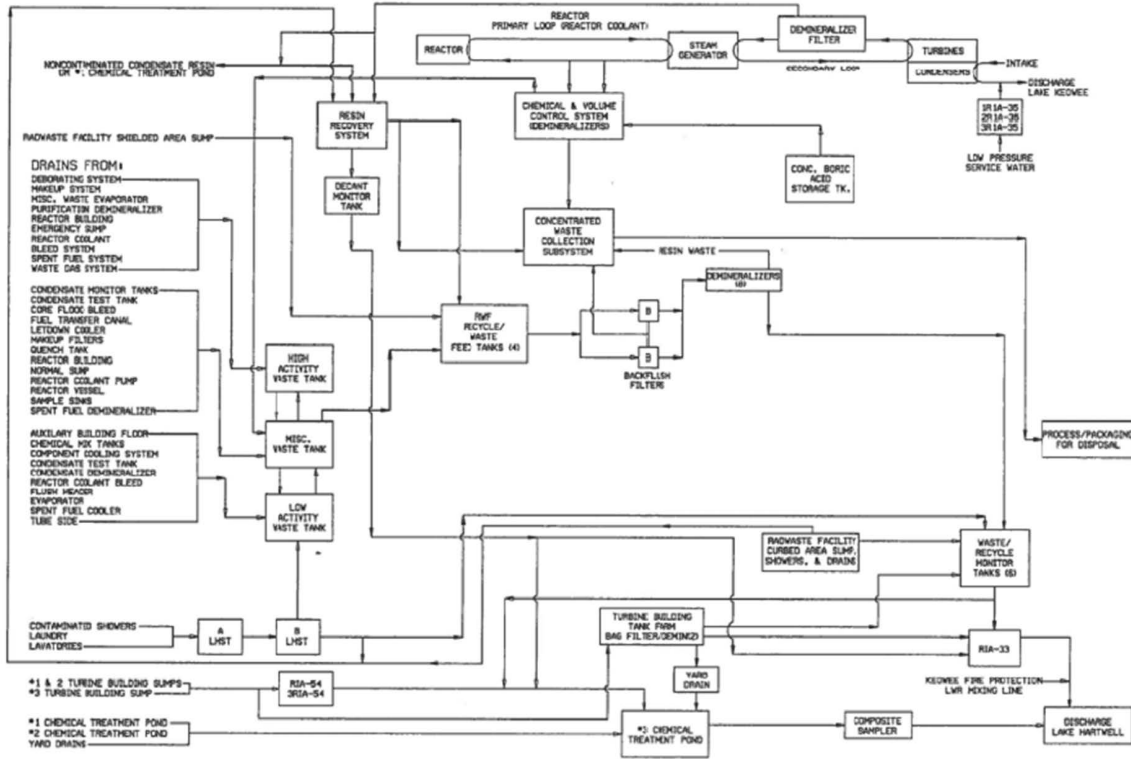 REACTOR
PRIMARY LOOP (REACTOR COOLANT)
REACTOR
STEAM
GENERATOR
DEMINERALIZER
FILTER
TURBINES
CONDENSERS
SECONDARY LOOP
INTAKE
DISCHARGE
LAKE KEOWEE
1RIA-35
2RIA-35
3RIA-35
LOW PRESSURE
SERVICE WATER
NONCONTAMINATED CONDENSATE RESIN
OR *: CHEMICAL TREATMENT POND
RESIN
RECOVERY
SYSTEM
CHEMICAL & VOLUME
CONTROL SYSTEM
(DEMINERALIZERS)
RADWASTE FACILITY SHIELDED AREA SUMP
CONC. BORIC
ACID
STORAGE TK.
DECANT
MONITOR
TANK
DRAINS FROM:
DEBORATING SYSTEM
MAKEUP SYSTEM
MISC. WASTE EVAPORATOR
PURIFICATION DEMINERALIZER
REACTOR BUILDING
EMERGENCY SUMP
REACTOR COOLANT
BLEED SYSTEM
SPENT FUEL SYSTEM
WASTE GAS SYSTEM
CONCENTRATED
WASTE
COLLECTION
SUBSYSTEM
RESIN WASTE
DEMINERALIZERS
CONDENSATE MONITOR TANKS
CONDENSATE TEST TANK
CORE FLOOD BLEED
FUEL TRANSFER CANAL
LETDOWN COOLER
MAKEUP FILTERS
QUENCH TANK
REACTOR BUILDING
NORMAL SUMP
REACTOR COOLANT PUMP
REACTOR VESSEL
SAMPLE SINKS
SPENT FUEL DEMINERALIZER
RWF
RECYCLE/
WASTE
FEED TANKS (4)
B
B
BACKFLUSH
FILTERS
HIGH
ACTIVITY
WASTE TANK
MISC.
WASTE TANK
LOW
ACTIVITY
WASTE TANK
PROCESS/PACKAGING
FOR DISPOSAL
AUXILARY BUILDING FLOOR
CHEMICAL MIX TANKS
COMPONENT COOLING SYSTEM
CONDENSATE TEST TANK
CONDENSATE DEMINERALIZER
REACTOR COOLANT BLEED
FLUSH HEADER
EVAPORATOR
SPENT FUEL COOLER
TUBE SIDE
RADWASTE FACILITY
CURBED AREA SUMP,
SHOWERS, & DRAINS
WASTE/
RECYCLE
MONITOR
TANKS (6)
CONTAMINATED SHOWERS
LAUNDRY
LAVATORIES
A
LHST
B
LHST
TURBINE BUILDING
TANK FARM
BAG FILTER/DEMIN(2)
RIA-33
*1 & 2 TURBINE BUILDING SUMPS
*3 TURBINE BUILDING SUMP
RIA-54
3RIA-54
YARD
DRAIN
KEOWEE FIRE PROTECTION
LWR MIXING LINE
*1 CHEMICAL TREATMENT POND
*2 CHEMICAL TREATMENT POND
YARD DRAINS
*3 CHEMICAL
TREATMENT POND
COMPOSITE
SAMPLER
DISCHARGE
LAKE HARTWELL